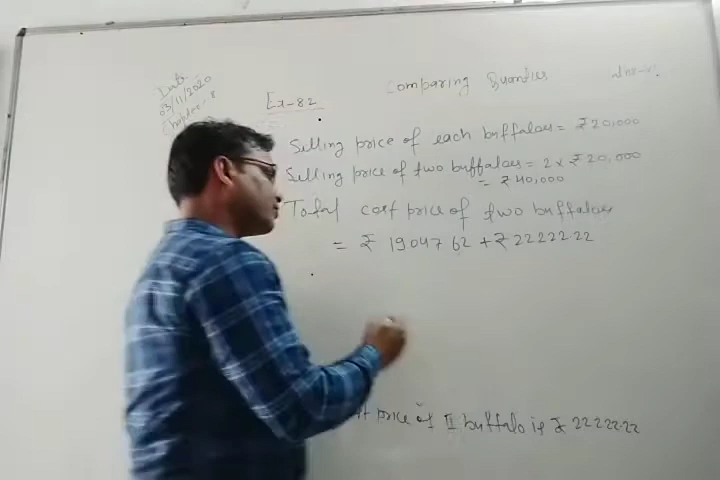 Date
03/11/2020
Chapter-8
Ex-8.2
Comparing Quantities
Selling price of each buffaloes = ₹20,000
Selling price of two buffaloes = 2 × ₹20,000
= ₹40,000
Total cost price of two buffaloes
= ₹ 19047.62 + ₹22222.22
price of II buffalo is ₹ 22222.22